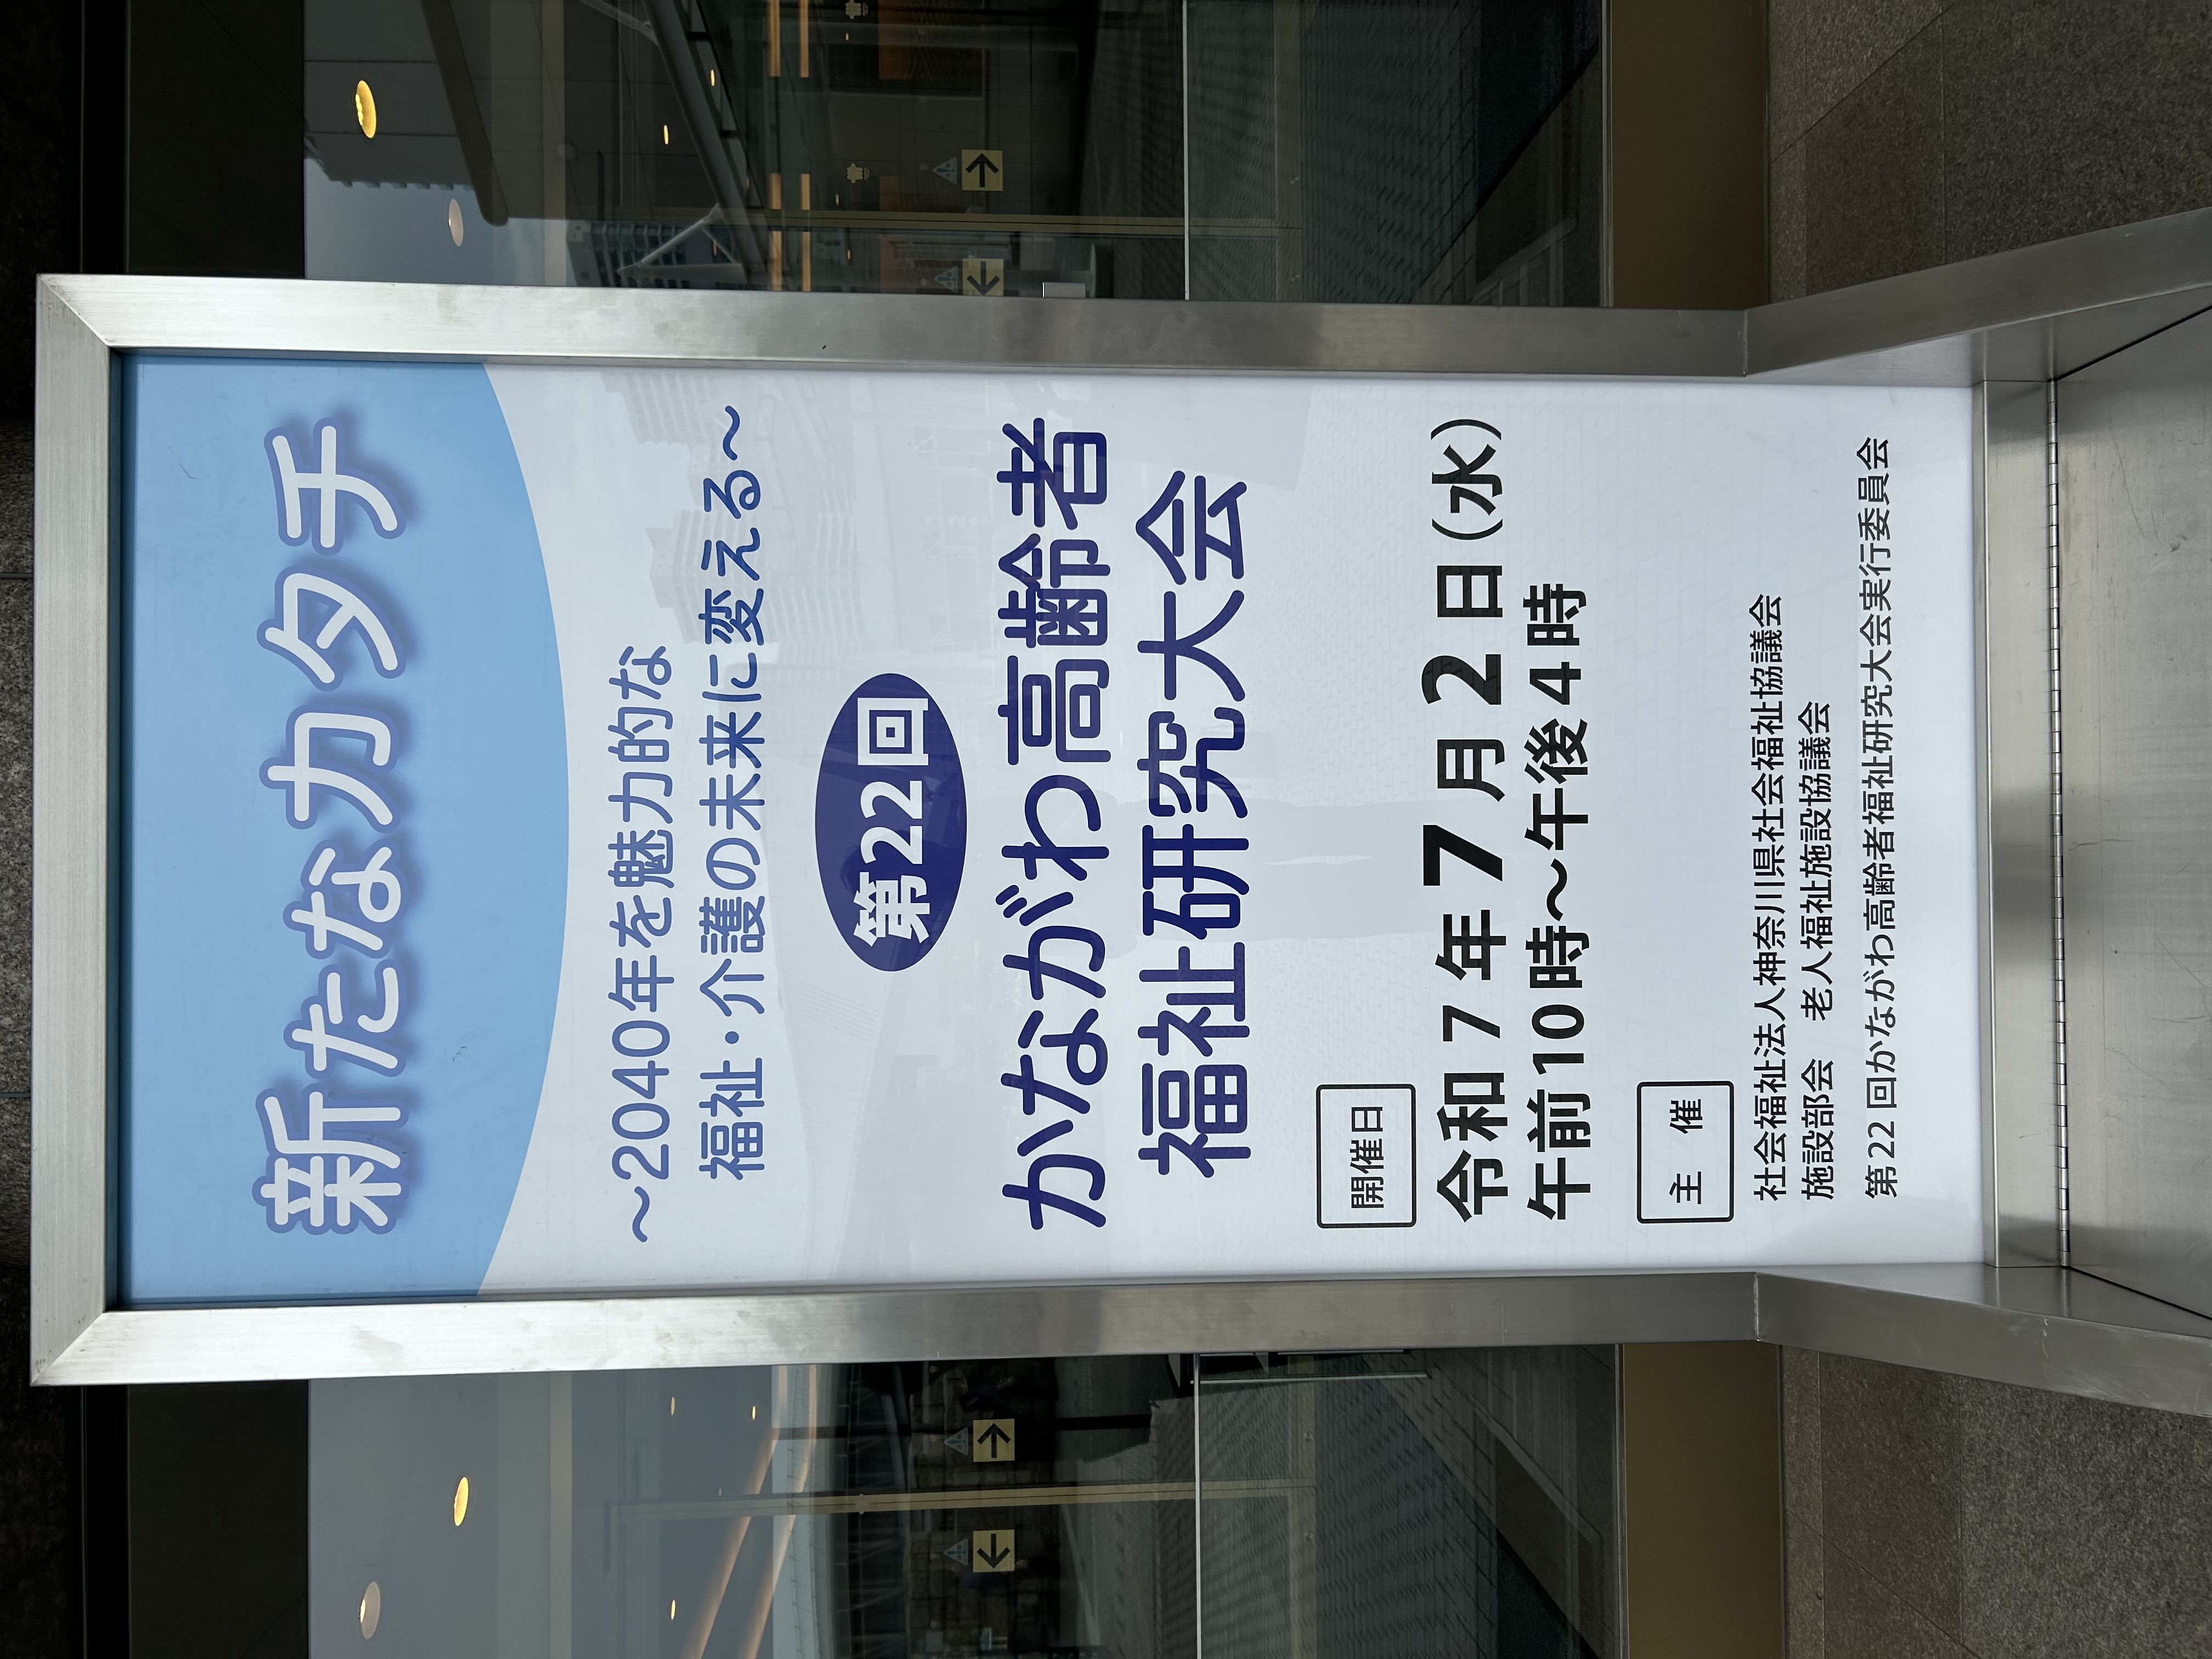 新たなカタチ
～2040年を魅力的な
福祉・介護の未来に変える～
第22回
かながわ高齢者
福祉研究大会
開催日
令和7年7月2日(水)
午前10時～午後4時
主 催
社会福祉法人神奈川県社会福祉協議会
施設部会 老人福祉施設協議会
第22回かながわ高齢者福祉研究大会実行委員会